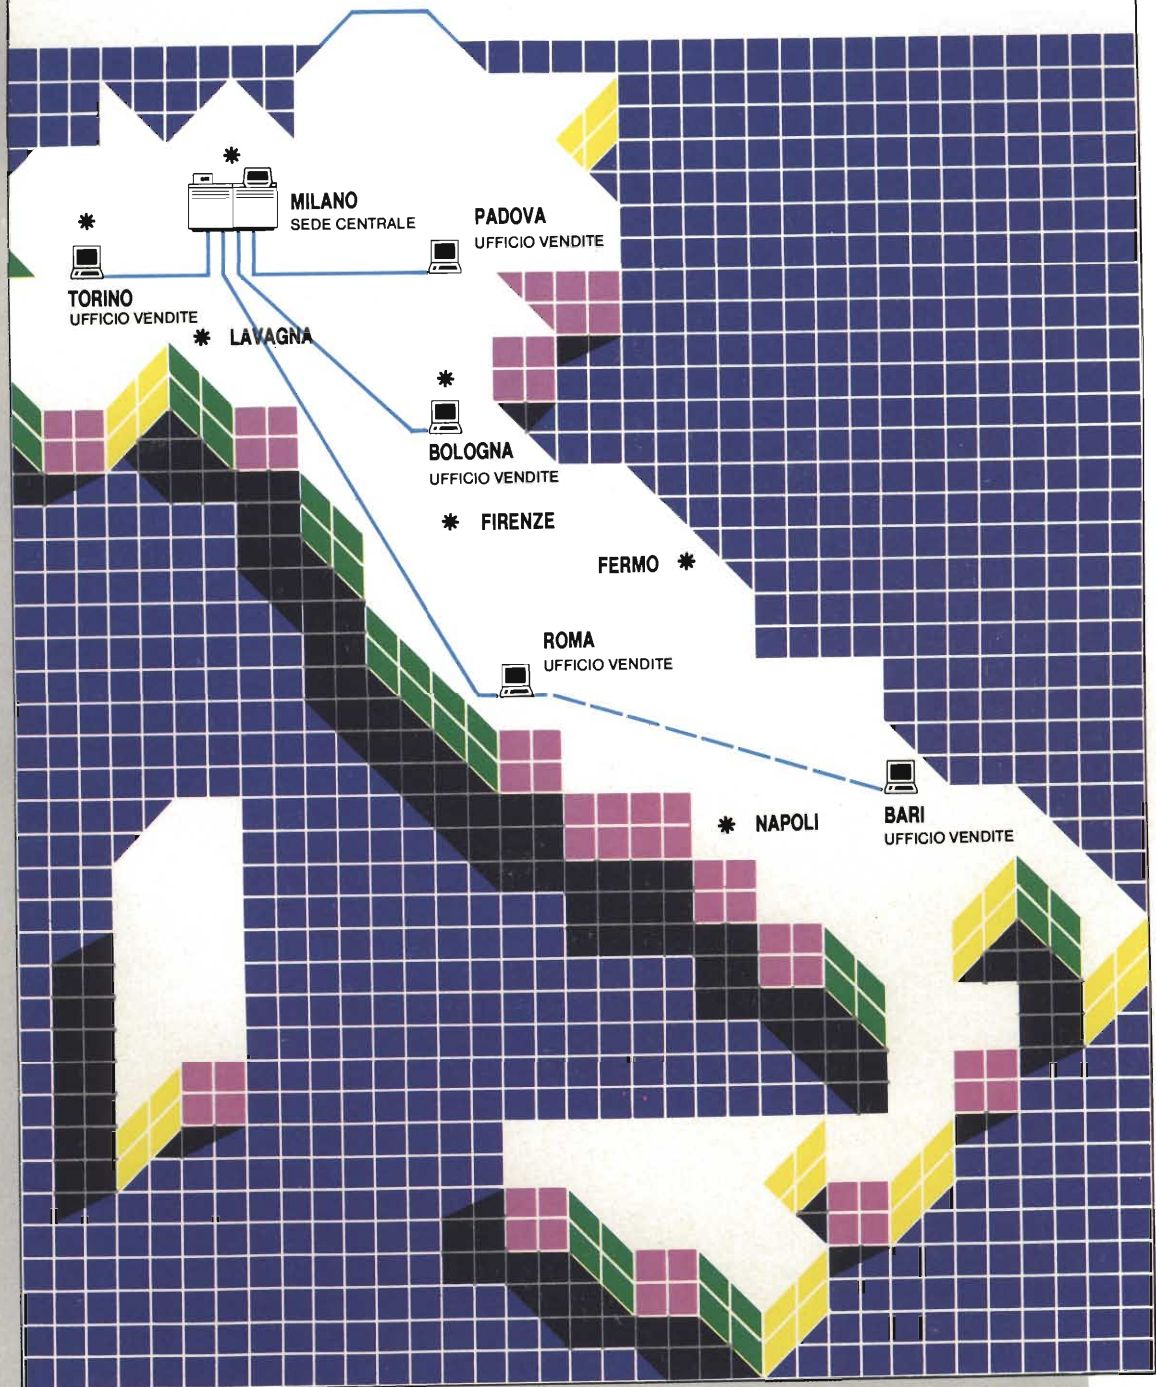 MILANO
SEDE CENTRALE
PADOVA
UFFICIO VENDITE
TORINO
UFFICIO VENDITE
LAVAGNA
BOLOGNA
UFFICIO VENDITE
FIRENZE
FERMO
ROMA
UFFICIO VENDITE
NAPOLI
BARI
UFFICIO VENDITE